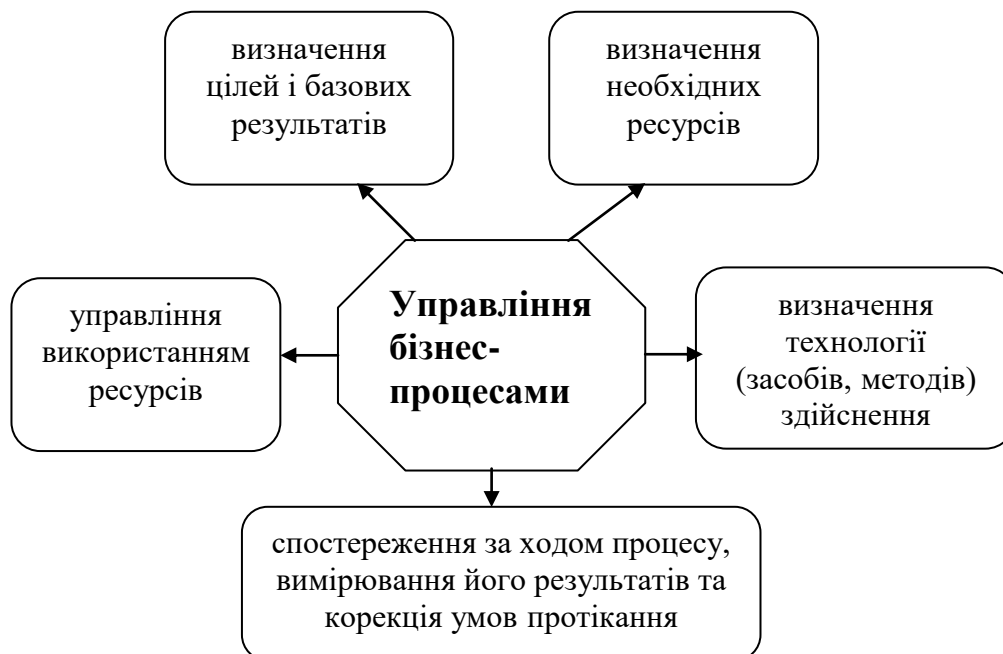 визначення
цілей і базових
результатів
визначення
необхідних
ресурсів
управління
використанням
ресурсів
Управління
бізнес-
процесами
визначення
технології
(засобів, методів)
здійснення
спостереження за ходом процесу,
вимірювання його результатів та
корекція умов протікання